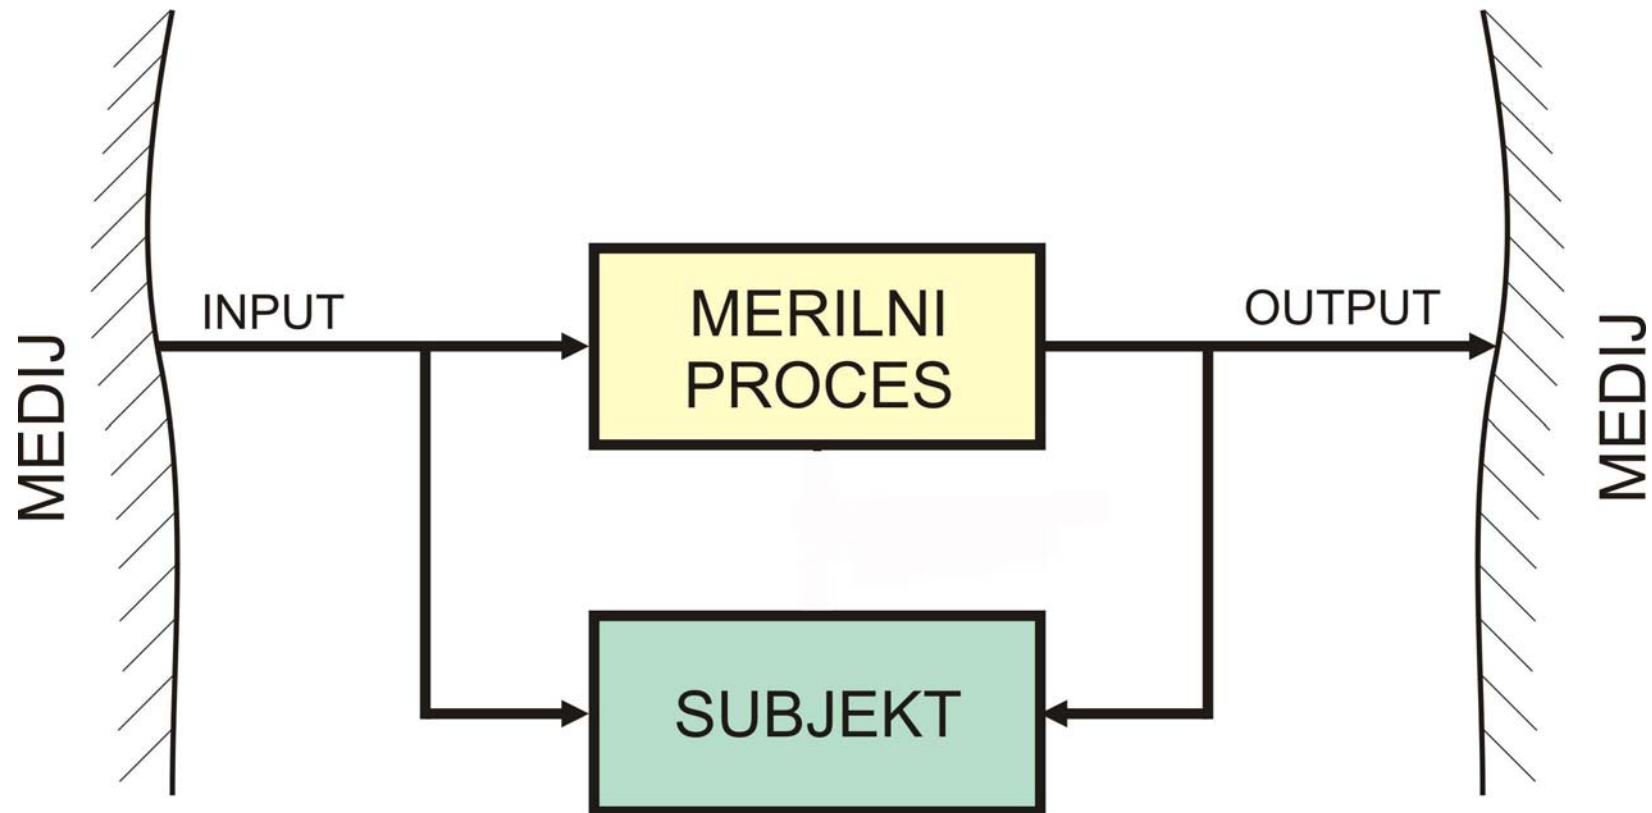 INPUT
OUTPUT
MERILNI
PROCES
MEDIJ
MEDIJ
SUBJEKT